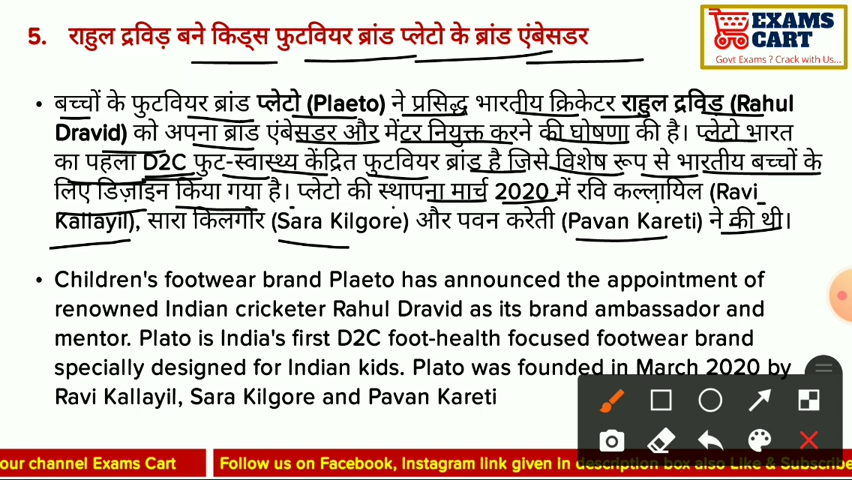 5. राहुल द्रविड़ बने किड्स फुटवियर ब्रांड प्लेटो के ब्रांड एंबेसडर
EXAMS
CART
Govt Exams ? Crack with Us...
• बच्चों के फुटवियर ब्रांड प्लेटो (Plaeto) ने प्रसिद्ध भारतीय क्रिकेटर राहुल द्रविड़ (Rahul
Dravid) को अपना ब्रांड एंबेसडर और मेंटर नियुक्त करने की घोषणा की है। प्लेटो भारत
का पहला D2C फुट-स्वास्थ्य केंद्रित फुटवियर ब्रांड है जिसे विशेष रूप से भारतीय बच्चों के
लिए डिज़ाइन किया गया है। प्लेटो की स्थापना मार्च 2020 में रवि कल्लायिल (Ravi
Kallayil), सारा किलगोर (Sara Kilgore) और पवन करेती (Pavan Kareti) ने की थी।
• Children's footwear brand Plaeto has announced the appointment of
renowned Indian cricketer Rahul Dravid as its brand ambassador and
mentor. Plato is India's first D2C foot-health focused footwear brand
specially designed for Indian kids. Plato was founded in March 2020 by
Ravi Kallayil, Sara Kilgore and Pavan Kareti
our channel Exams Cart
Follow us on Facebook, Instagram link given in description box also Like & Subscribe